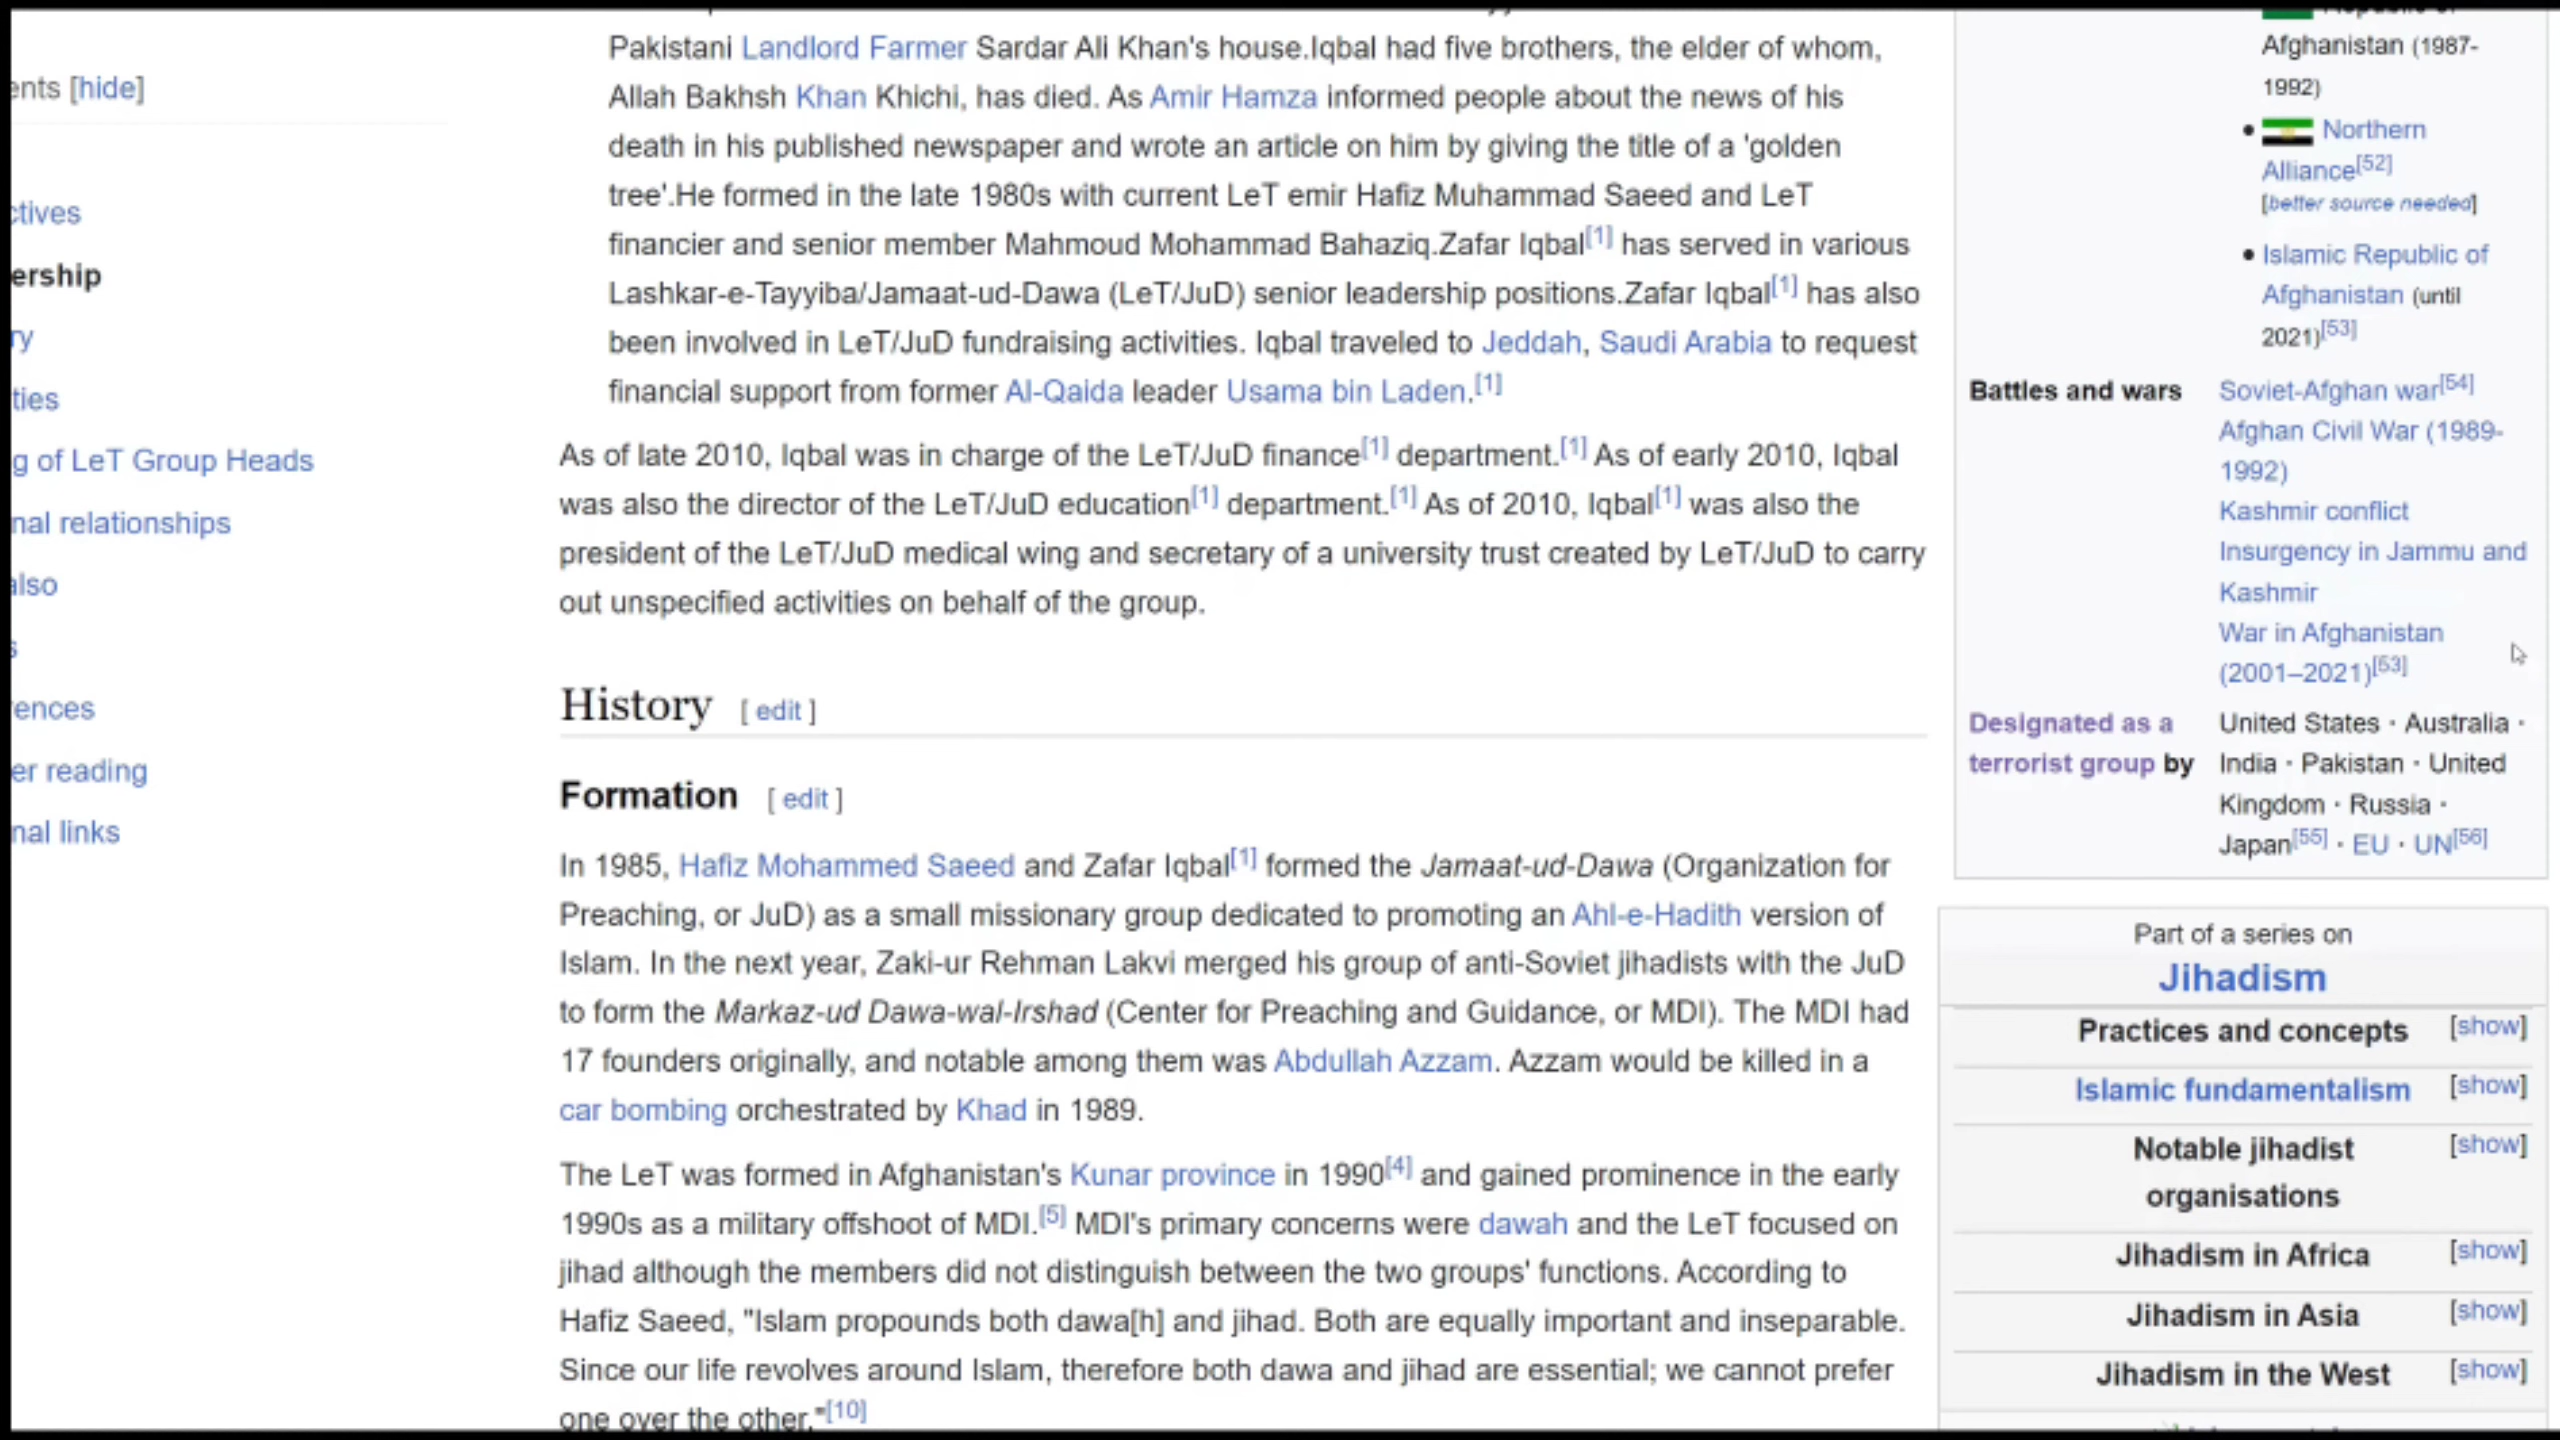 ents [hide]
ctives
ership
ry
ties
g of LeT Group Heads
nal relationships
also
s
ences
er reading
nal links
Pakistani Landlord Farmer Sardar Ali Khan's house.Iqbal had five brothers, the elder of whom,
Allah Bakhsh Khan Khichi, has died. As Amir Hamza informed people about the news of his
death in his published newspaper and wrote an article on him by giving the title of a 'golden
tree'.He formed in the late 1980s with current LeT emir Hafiz Muhammad Saeed and LeT
financier and senior member Mahmoud Mohammad Bahaziq.Zafar Iqbal[1] has served in various
Lashkar-e-Tayyiba/Jamaat-ud-Dawa (LeT/JuD) senior leadership positions.Zafar Iqbal[1] has also
been involved in LeT/JuD fundraising activities. Iqbal traveled to Jeddah, Saudi Arabia to request
financial support from former Al-Qaida leader Usama bin Laden.[1]
As of late 2010, Iqbal was in charge of the LeT/JuD finance[1] department.[1] As of early 2010, Iqbal
was also the director of the LeT/JuD education[1] department.[1] As of 2010, Iqbal[1] was also the
president of the LeT/JuD medical wing and secretary of a university trust created by LeT/JuD to carry
out unspecified activities on behalf of the group.
History [ edit ]
Formation [ edit ]
In 1985, Hafiz Mohammed Saeed and Zafar Iqbal[1] formed the Jamaat-ud-Dawa (Organization for
Preaching, or JuD) as a small missionary group dedicated to promoting an Ahl-e-Hadith version of
Islam. In the next year, Zaki-ur Rehman Lakvi merged his group of anti-Soviet jihadists with the JuD
to form the Markaz-ud Dawa-wal-Irshad (Center for Preaching and Guidance, or MDI). The MDI had
17 founders originally, and notable among them was Abdullah Azzam. Azzam would be killed in a
car bombing orchestrated by Khad in 1989.
The LeT was formed in Afghanistan's Kunar province in 1990[4] and gained prominence in the early
1990s as a military offshoot of MDI.[5] MDI's primary concerns were dawah and the LeT focused on
jihad although the members did not distinguish between the two groups' functions. According to
Hafiz Saeed, "Islam propounds both dawa[h] and jihad. Both are equally important and inseparable.
Since our life revolves around Islam, therefore both dawa and jihad are essential; we cannot prefer
one over the other."[10]
Republic of
Afghanistan (1987-
1992)
• Northern
Alliance[52]
[better source needed]
• Islamic Republic of
Afghanistan (until
2021)[53]
Battles and wars
Soviet-Afghan war[54]
Afghan Civil War (1989-
1992)
Kashmir conflict
Insurgency in Jammu and
Kashmir
War in Afghanistan
(2001–2021)[53]
Designated as a
terrorist group by
United States · Australia ·
India · Pakistan · United
Kingdom · Russia ·
Japan[55] · EU · UN[56]
Part of a series on
Jihadism
Practices and concepts [show]
Islamic fundamentalism [show]
Notable jihadist [show]
organisations
Jihadism in Africa [show]
Jihadism in Asia [show]
Jihadism in the West [show]